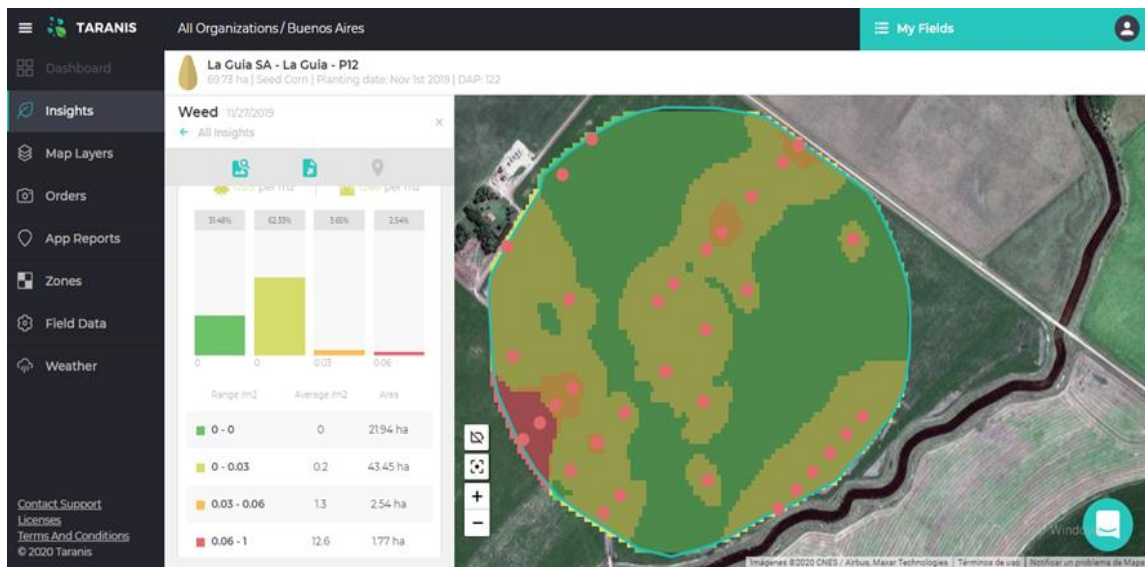 TARANIS
All Organizations / Buenos Aires
My Fields
Dashboard
Insights
Map Layers
Orders
App Reports
Zones
Field Data
Weather
Contact Support
Licenses
Terms And Conditions
© 2020 Taranis
La Guia SA - La Guia - P12
69.73 ha | Seed Corn | Planting date: Nov 1st 2019 | DAP: 122
Weed 11/27/2019
All Insights
per m2
per m2
31.48% 62.33% 3.65% 2.54%
0 0 0.03 0.06
Range /m2 Average /m2 Area
0 - 0 0 21.94 ha
0 - 0.03 0.2 43.45 ha
0.03 - 0.06 1.3 2.54 ha
0.06 - 1 12.6 1.77 ha
+
−
Imágenes ©2020 CNES / Airbus, Maxar Technologies | Términos de uso | Notificar un problema de Maps